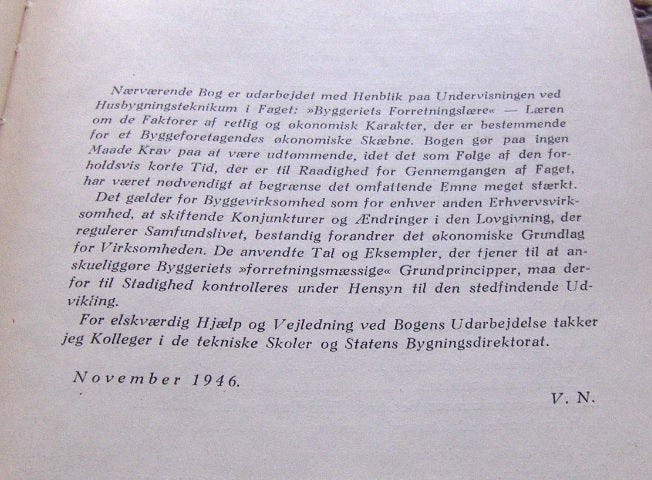 Nærværende Bog er udarbejdet med Henblik paa Undervisningen ved
Husbygningsteknikum i Faget: »Byggeriets Forretningslære« — Læren
om de Faktorer af retlig og økonomisk Karakter, der er bestemmende
for et Byggeforetagendes økonomiske Skæbne. Bogen gør paa ingen
Maade Krav paa at være udtømmende, idet det som Følge af den for-
holdsvis korte Tid, der er til Raadighed for Gennemgangen af Faget,
har været nødvendigt at begrænse det omfattende Emne meget stærkt.
Det gælder for Byggevirksomhed som for enhver anden Erhvervsvirk-
somhed, at skiftende Konjunkturer og Ændringer i den Lovgivning, der
regulerer Samfundslivet, bestandig forandrer det økonomiske Grundlag
for Virksomheden. De anvendte Tal og Eksempler, der tjener til at an-
skueliggøre Byggeriets »forretningsmæssige« Grundprincipper, maa der-
for til Stadighed kontrolleres under Hensyn til den stedfindende Ud-
vikling.
For elskværdig Hjælp og Vejledning ved Bogens Udarbejdelse takker
jeg Kolleger i de tekniske Skoler og Statens Bygningsdirektorat.
November 1946.
V. N.